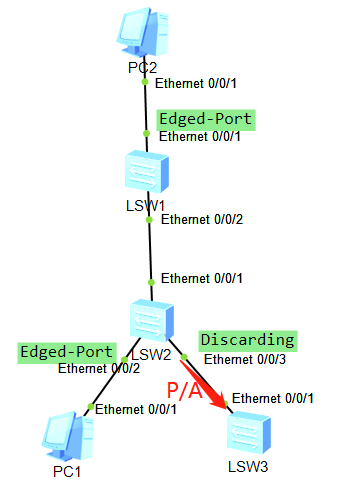 PC2
Ethernet 0/0/1
Edged-Port
Ethernet 0/0/1
LSW1
Ethernet 0/0/2
Ethernet 0/0/1
LSW2
Edged-Port
Discarding
Ethernet 0/0/2
Ethernet 0/0/3
P/A
Ethernet 0/0/1
Ethernet 0/0/1
PC1
LSW3